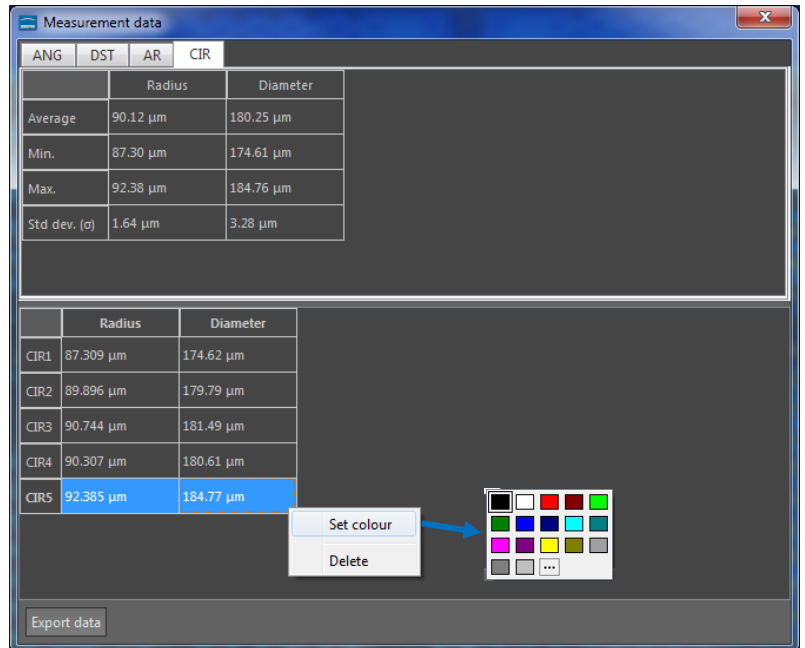 Measurement data
x
ANG DST AR CIR
Radius Diameter
Average 90.12 µm 180.25 µm
Min. 87.30 µm 174.61 µm
Max. 92.38 µm 184.76 µm
Std dev. (σ) 1.64 µm 3.28 µm
Radius Diameter
CIR1 87.309 µm 174.62 µm
CIR2 89.896 µm 179.79 µm
CIR3 90.744 µm 181.49 µm
CIR4 90.307 µm 180.61 µm
CIR5 92.385 µm 184.77 µm
Set colour
Delete
...
Export data